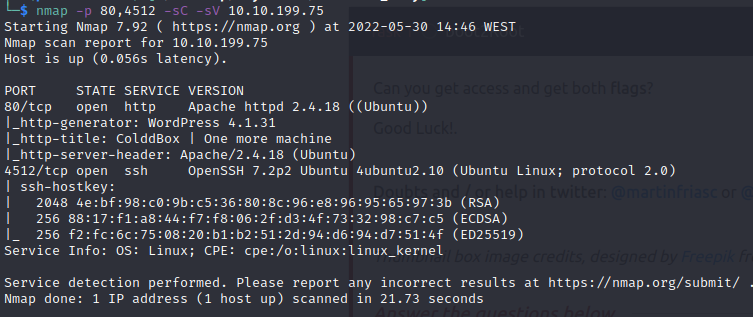 └─$ nmap -p 80,4512 -sC -sV 10.10.199.75
Starting Nmap 7.92 ( https://nmap.org ) at 2022-05-30 14:46 WEST
Nmap scan report for 10.10.199.75
Host is up (0.056s latency).
PORT     STATE SERVICE VERSION
80/tcp   open  http    Apache httpd 2.4.18 ((Ubuntu))
|_http-generator: WordPress 4.1.31
|_http-title: ColddBox | One more machine
|_http-server-header: Apache/2.4.18 (Ubuntu)
4512/tcp open  ssh     OpenSSH 7.2p2 Ubuntu 4ubuntu2.10 (Ubuntu Linux; protocol 2.0)
| ssh-hostkey:
|   2048 4e:bf:98:c0:9b:c5:36:80:8c:96:e8:96:95:65:97:3b (RSA)
|   256 88:17:f1:a8:44:f7:f8:06:2f:d3:4f:73:32:98:c7:c5 (ECDSA)
|_  256 f2:fc:6c:75:08:20:b1:b2:51:2d:94:d6:94:d7:51:4f (ED25519)
Service Info: OS: Linux; CPE: cpe:/o:linux:linux_kernel
Service detection performed. Please report any incorrect results at https://nmap.org/submit/ .
Nmap done: 1 IP address (1 host up) scanned in 21.73 seconds
Can you get access and get both flags?
Good Luck!.
Doubts and / or help in twitter: @martinfriasc or @
Thumbnail box image credits, designed by Freepik fr
Answer the questions below